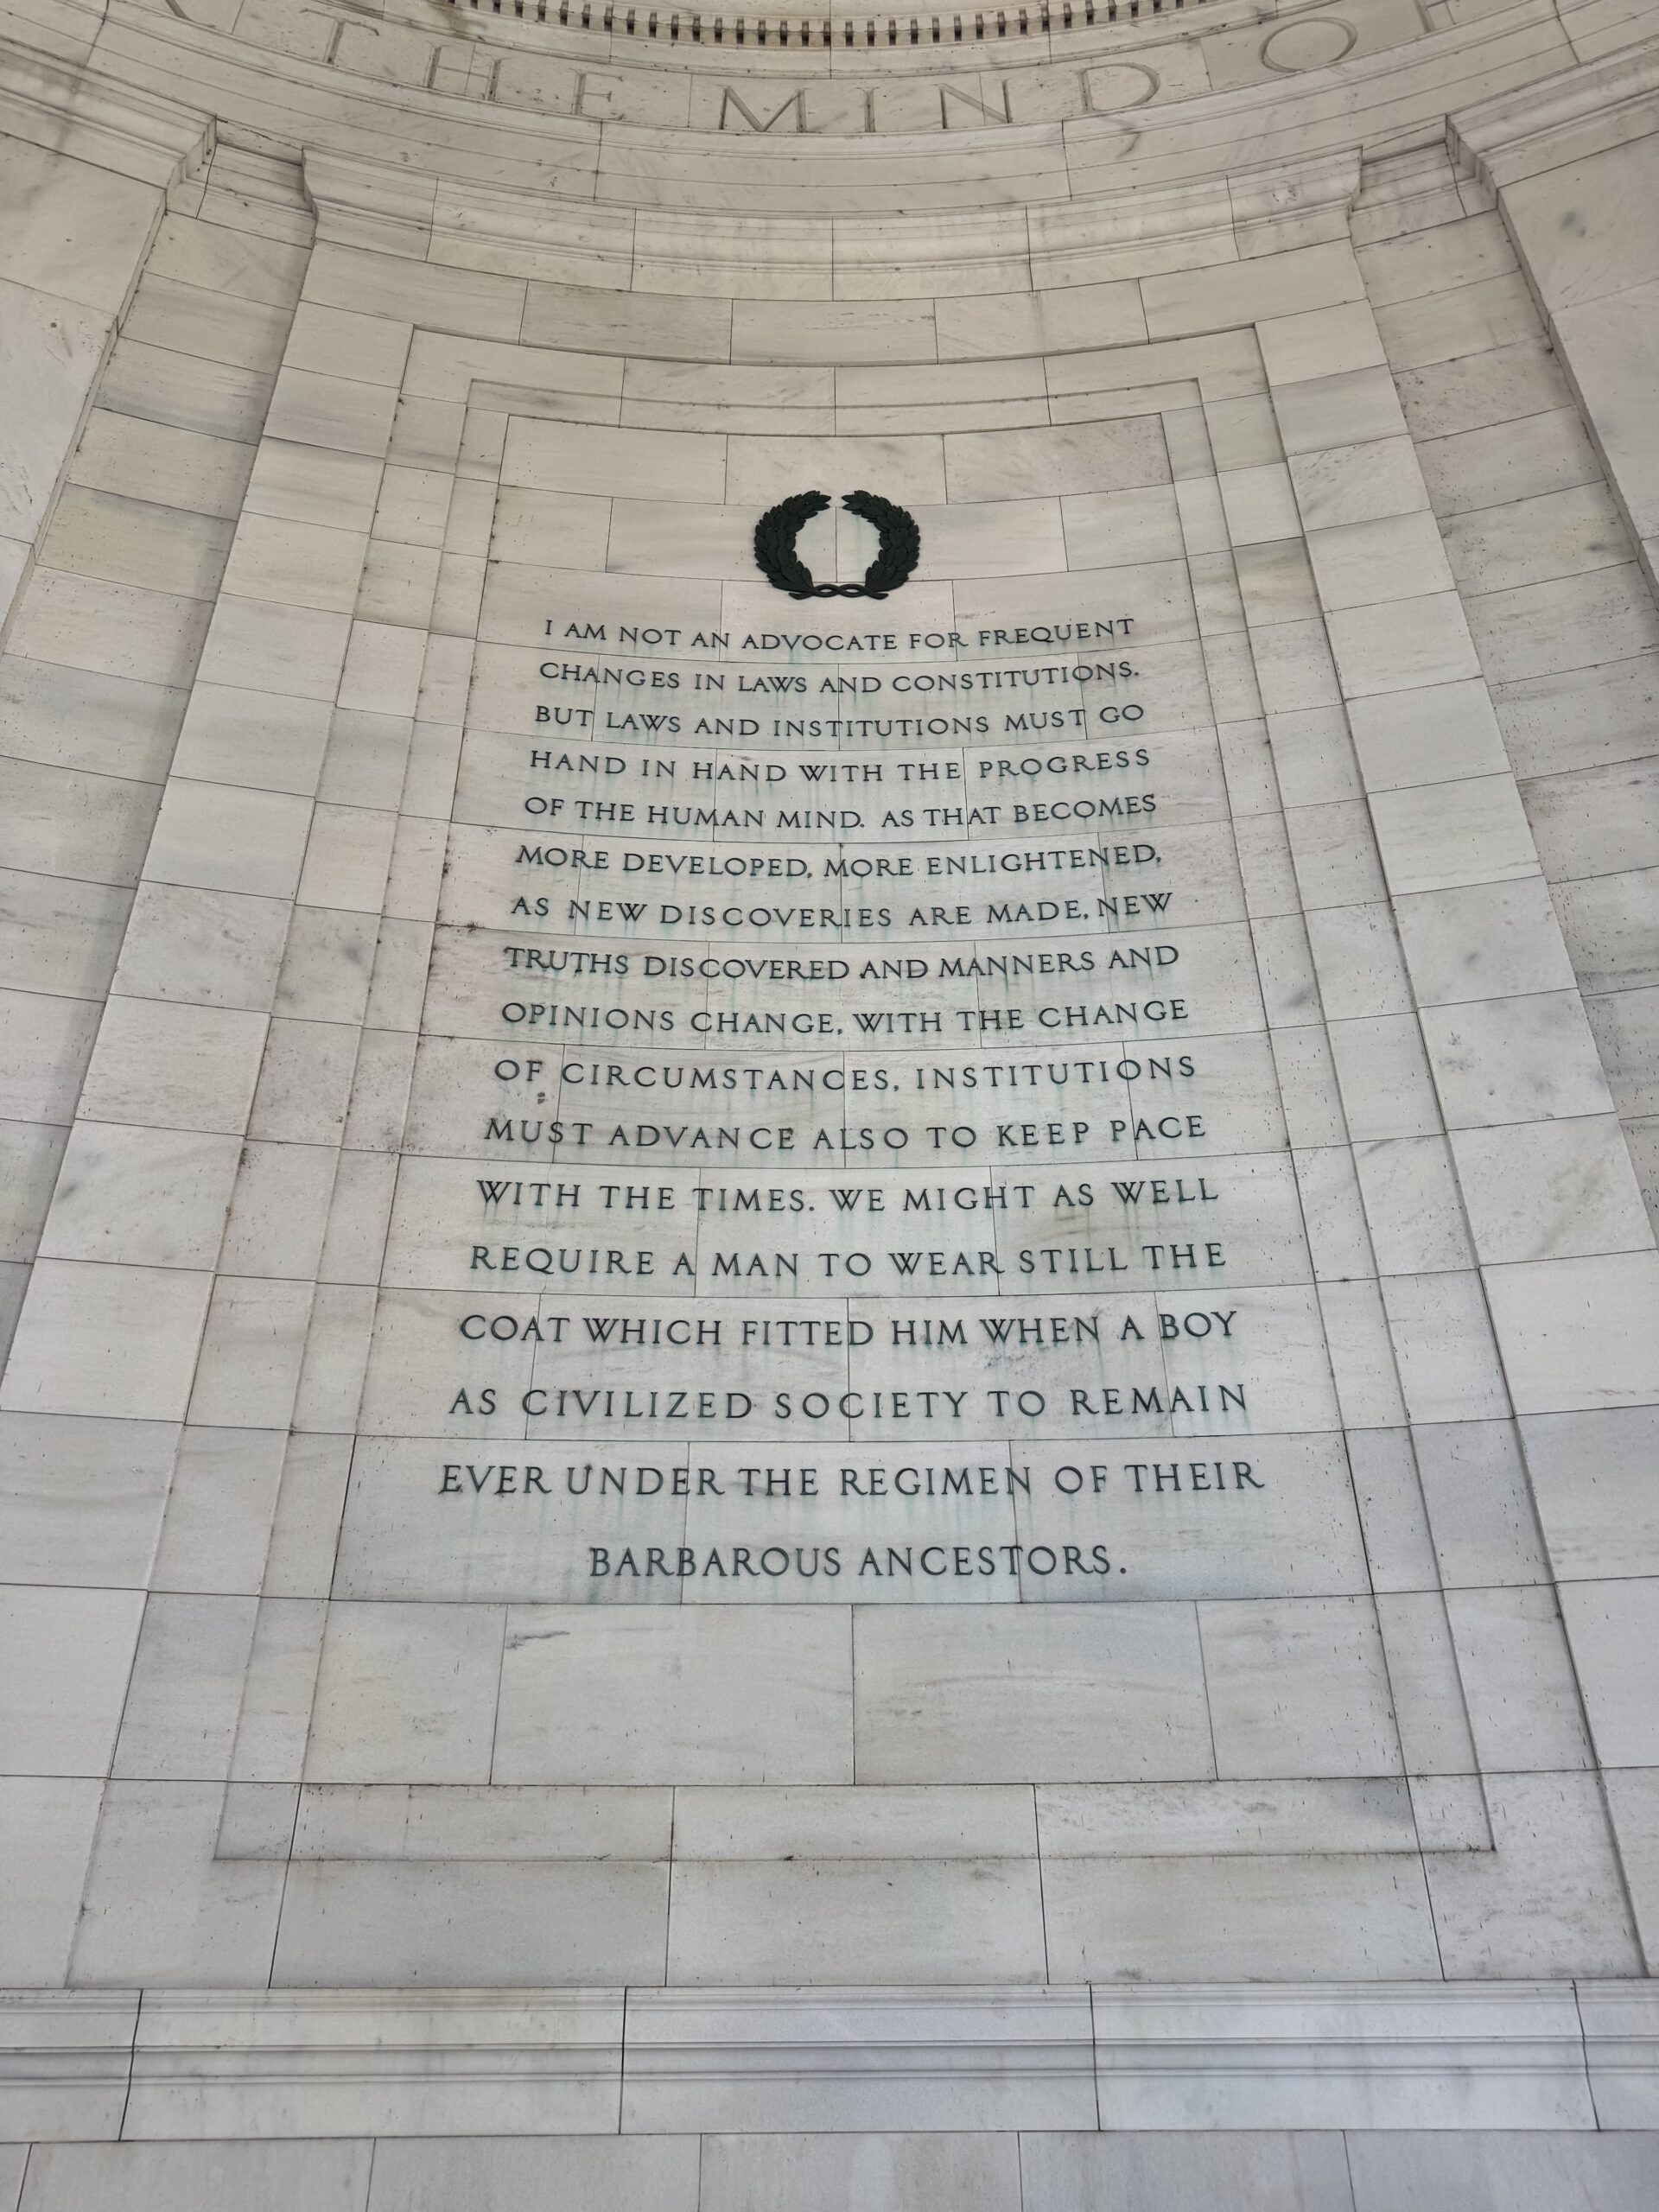 THE MIND OF
I AM NOT AN ADVOCATE FOR FREQUENT
CHANGES IN LAWS AND CONSTITUTIONS.
BUT LAWS AND INSTITUTIONS MUST GO
HAND IN HAND WITH THE PROGRESS
OF THE HUMAN MIND. AS THAT BECOMES
MORE DEVELOPED, MORE ENLIGHTENED,
AS NEW DISCOVERIES ARE MADE, NEW
TRUTHS DISCOVERED AND MANNERS AND
OPINIONS CHANGE, WITH THE CHANGE
OF CIRCUMSTANCES, INSTITUTIONS
MUST ADVANCE ALSO TO KEEP PACE
WITH THE TIMES. WE MIGHT AS WELL
REQUIRE A MAN TO WEAR STILL THE
COAT WHICH FITTED HIM WHEN A BOY
AS CIVILIZED SOCIETY TO REMAIN
EVER UNDER THE REGIMEN OF THEIR
BARBAROUS ANCESTORS.